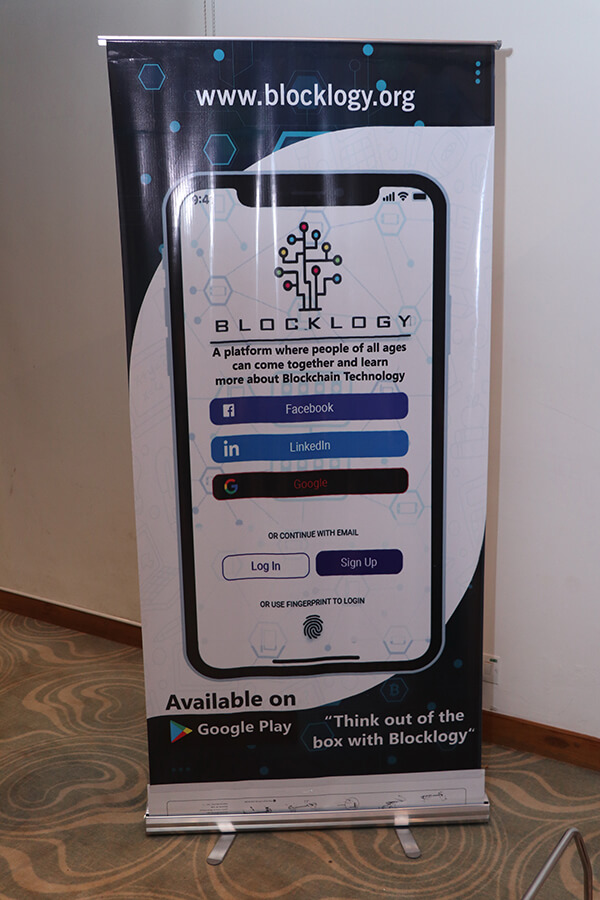 www.blocklogy.org
9:4
BLOCKLOGY
A platform where people of all ages
can come together and learn
more about Blockchain Technology
Facebook
LinkedIn
Google
OR CONTINUE WITH EMAIL
Log In
Sign Up
OR USE FINGERPRINT TO LOGIN
Available on
Google Play
“Think out of the
box with Blocklogy“